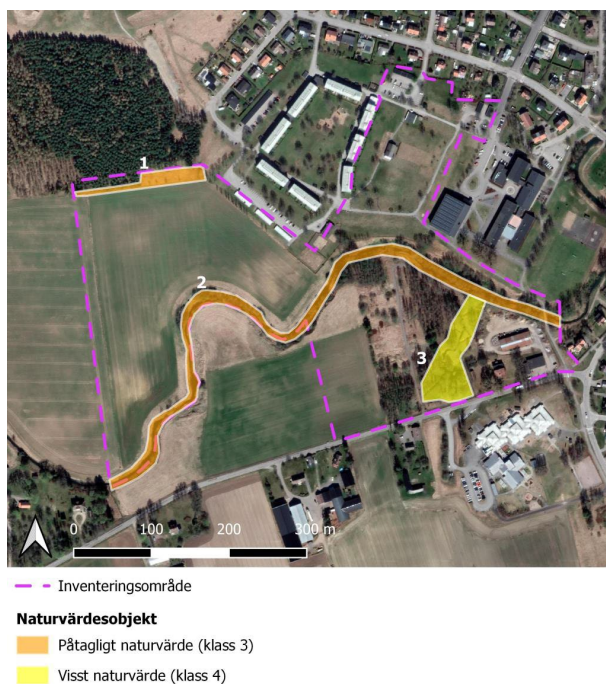 1
2
3
0 100 200 300 m
Inventeringsområde
Naturvärdesobjekt
Påtagligt naturvärde (klass 3)
Visst naturvärde (klass 4)